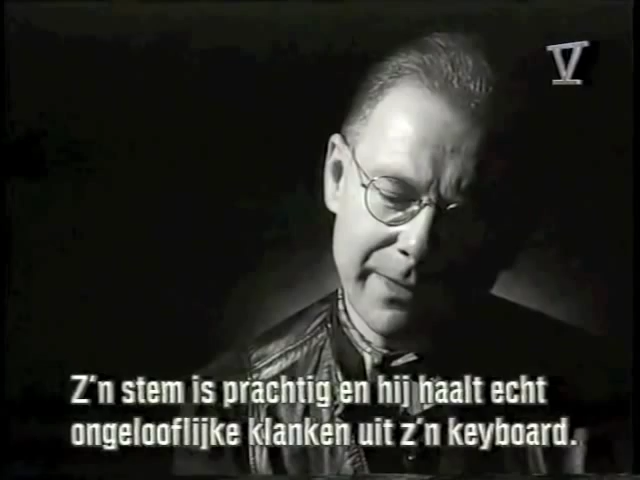 V
Z'n stem is prachtig en hij haalt echt
ongelooflijke klanken uit z'n keyboard.